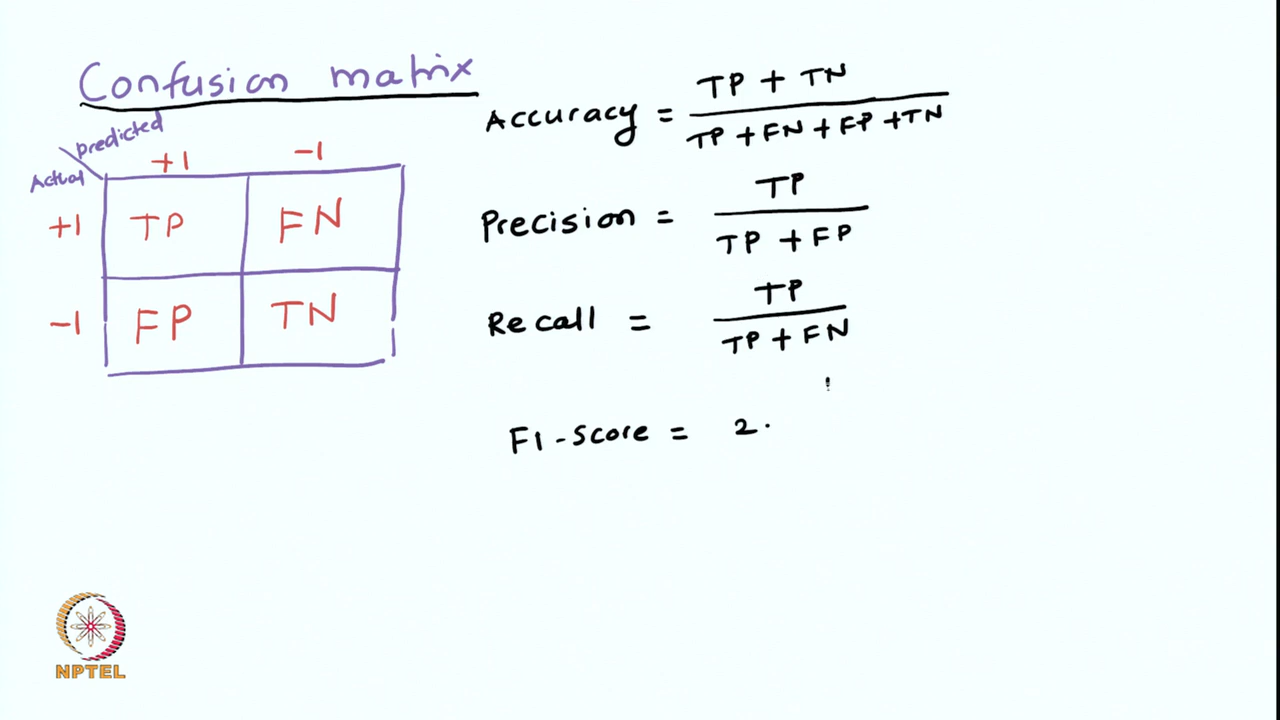 Confusion matrix
predicted
Actual
+1 -1
+1 TP FN
-1 FP TN
Accuracy = TP + TN / TP + FN + FP + TN
Precision = TP / TP + FP
Recall = TP / TP + FN
F1-score = 2.
NPTEL